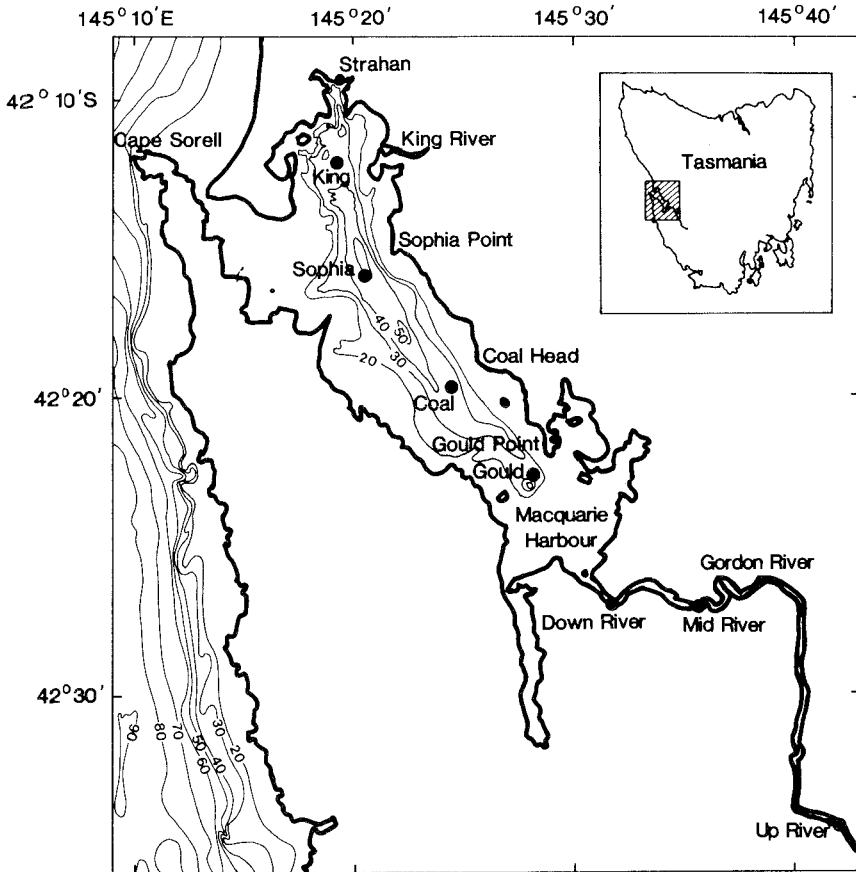 145° 10'E
145° 20'
145° 30'
145° 40'
Strahan
42° 10'S
Cape Sorell
King River
King
Tasmania
Sophia Point
Sophia
40
50
20
30
Coal Head
42° 20'
Coal
Gould Point
Gould
Macquarie
Harbour
Gordon River
Down River
Mid River
42° 30'
90
80
70
50
60
40
30
20
Up River